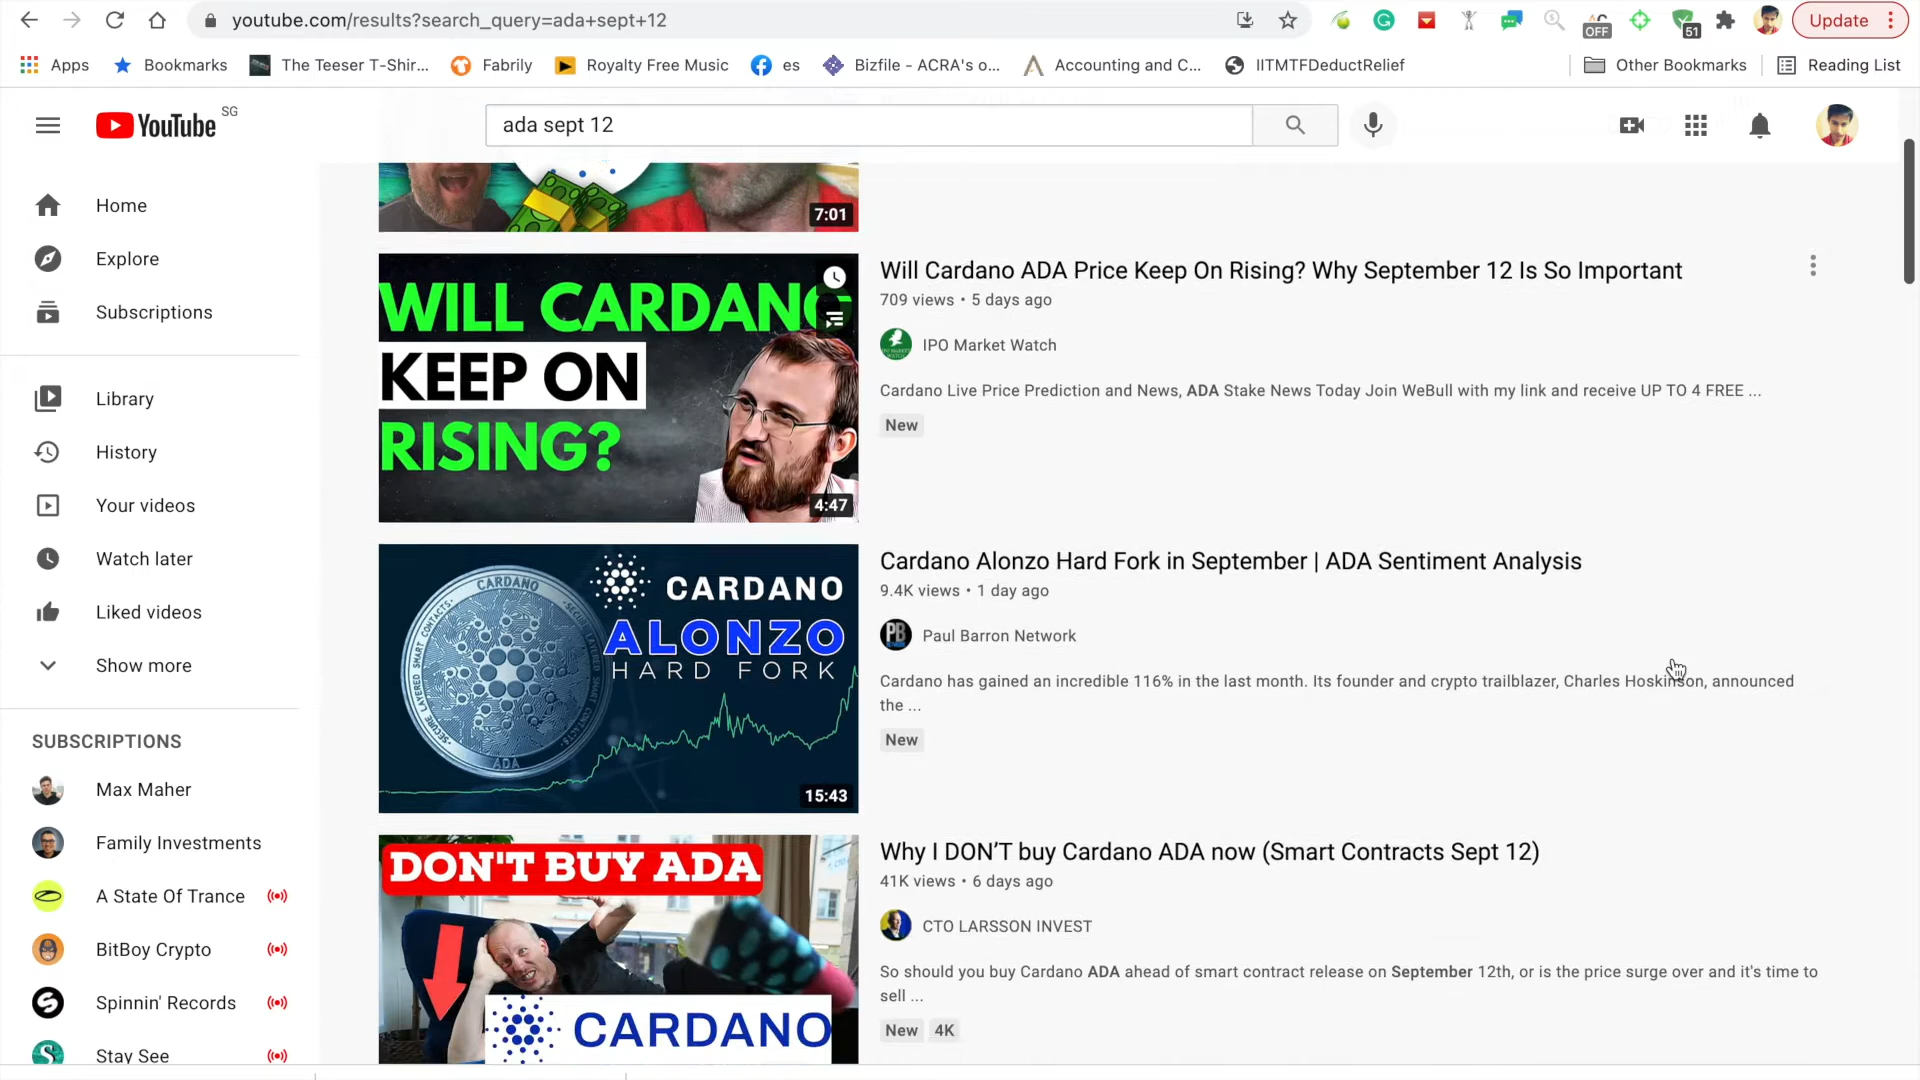 youtube.com/results?search_query=ada+sept+12
OFF
51
Update
Apps
Bookmarks
The Teeser T-Shir...
Fabrily
Royalty Free Music
es
Bizfile - ACRA's o...
Accounting and C...
IITMTFDeductRelief
Other Bookmarks
Reading List
YouTube SG
ada sept 12
Home
Explore
Subscriptions
Library
History
Your videos
Watch later
Liked videos
Show more
SUBSCRIPTIONS
Max Maher
Family Investments
A State Of Trance
BitBoy Crypto
Spinnin' Records
Stay See
7:01
WILL CARDANO
KEEP ON
RISING?
4:47
Will Cardano ADA Price Keep On Rising? Why September 12 Is So Important
709 views • 5 days ago
IPO Market Watch
Cardano Live Price Prediction and News, ADA Stake News Today Join WeBull with my link and receive UP TO 4 FREE ...
New
CARDANO
ADA
CARDANO
ALONZO
HARD FORK
15:43
Cardano Alonzo Hard Fork in September | ADA Sentiment Analysis
9.4K views • 1 day ago
PB
Paul Barron Network
Cardano has gained an incredible 116% in the last month. Its founder and crypto trailblazer, Charles Hoskinson, announced
the ...
New
DON'T BUY ADA
CARDANO
Why I DON'T buy Cardano ADA now (Smart Contracts Sept 12)
41K views • 6 days ago
CTO LARSSON INVEST
So should you buy Cardano ADA ahead of smart contract release on September 12th, or is the price surge over and it's time to
sell ...
New
4K